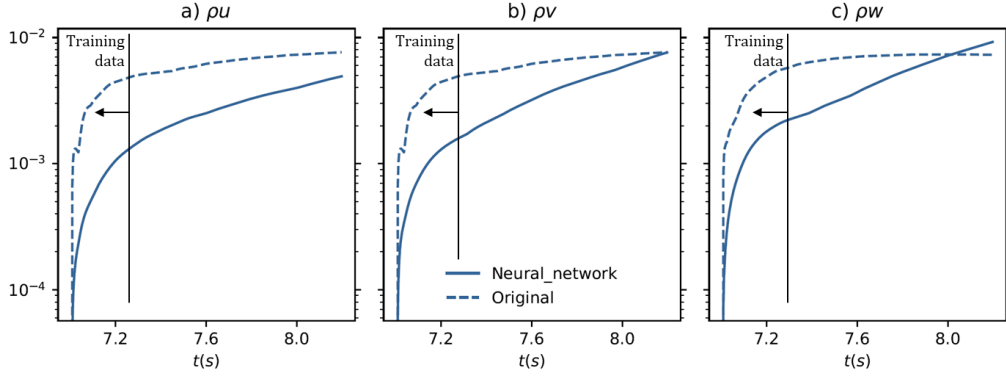 a) ρu
b) ρv
c) ρw
10⁻²
10⁻³
10⁻⁴
Training
data
Training
data
Training
data
Neural_network
Original
7.2 7.6 8.0
7.2 7.6 8.0
7.2 7.6 8.0
t(s)
t(s)
t(s)